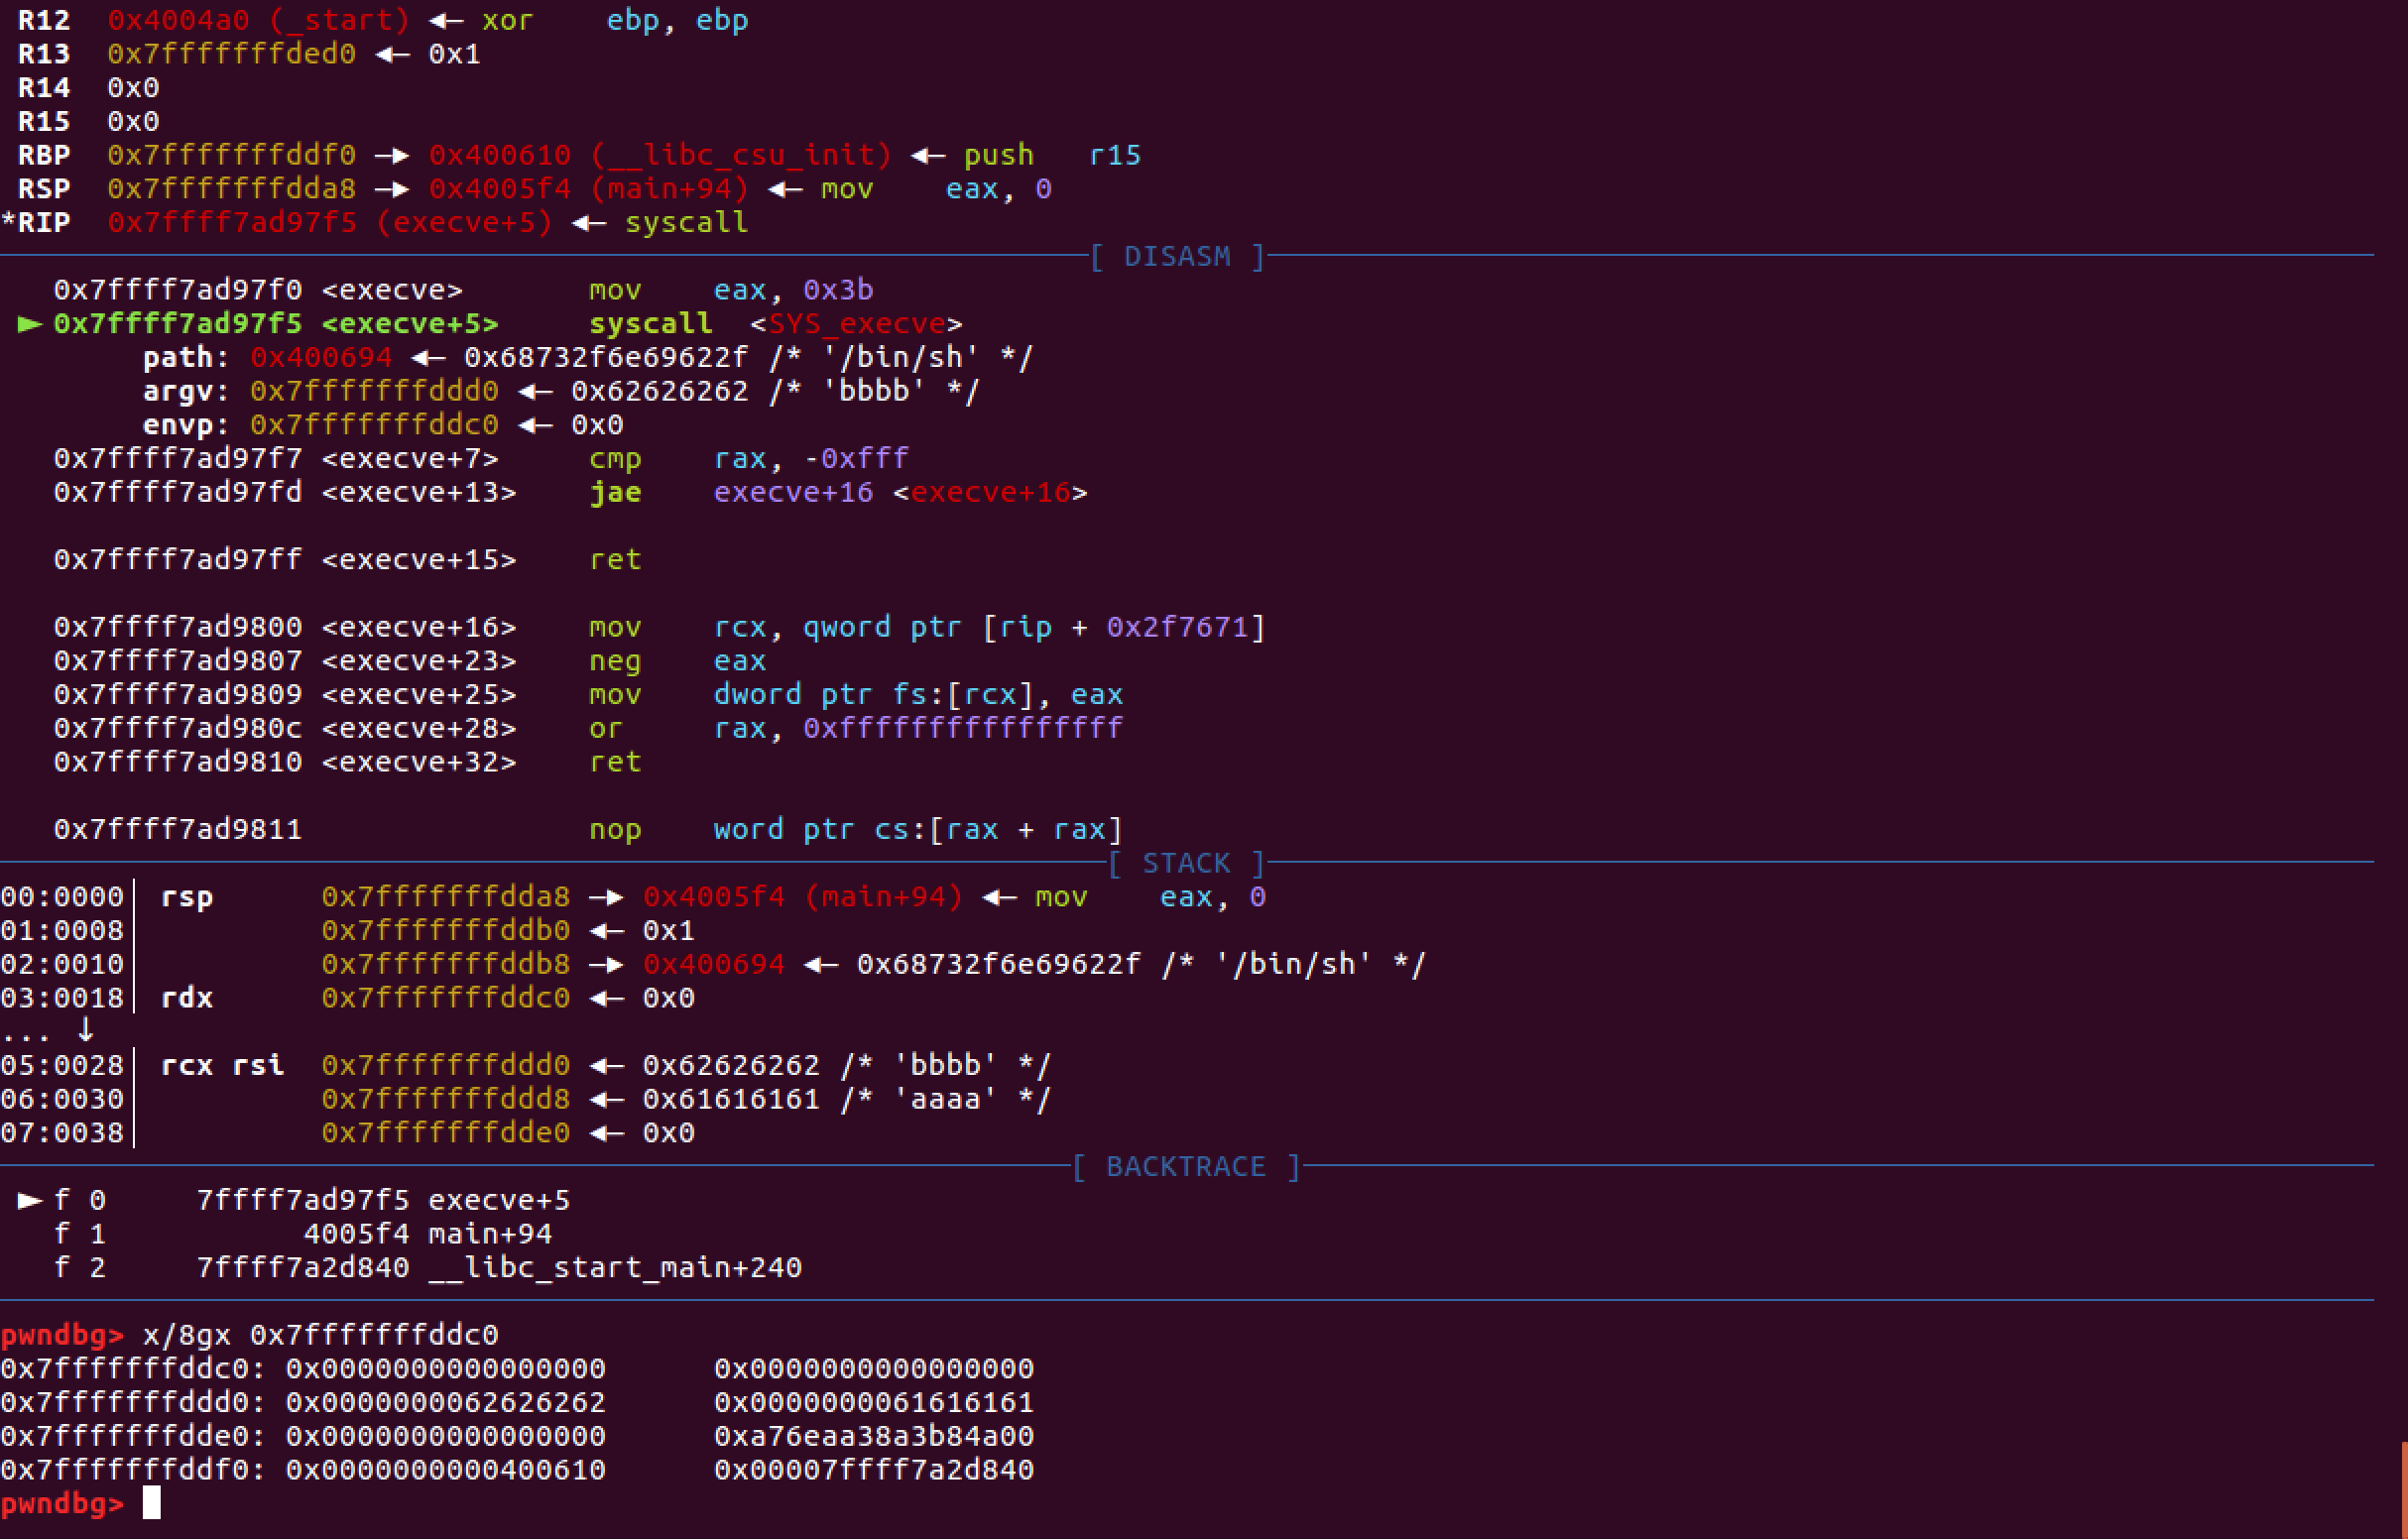 R12  0x4004a0 (_start) ◂— xor    ebp, ebp
R13  0x7fffffffded0 ◂— 0x1
R14  0x0
R15  0x0
RBP  0x7fffffffddf0 —▸ 0x400610 (__libc_csu_init) ◂— push   r15
RSP  0x7fffffffdda8 —▸ 0x4005f4 (main+94) ◂— mov    eax, 0
*RIP  0x7ffff7ad97f5 (execve+5) ◂— syscall
[ DISASM ]
0x7ffff7ad97f0 <execve>       mov    eax, 0x3b
► 0x7ffff7ad97f5 <execve+5>     syscall  <SYS_execve>
path: 0x400694 ◂— 0x68732f6e69622f /* '/bin/sh' */
argv: 0x7fffffffddd0 ◂— 0x62626262 /* 'bbbb' */
envp: 0x7fffffffddc0 ◂— 0x0
0x7ffff7ad97f7 <execve+7>     cmp    rax, -0xfff
0x7ffff7ad97fd <execve+13>    jae    execve+16 <execve+16>
0x7ffff7ad97ff <execve+15>    ret
0x7ffff7ad9800 <execve+16>    mov    rcx, qword ptr [rip + 0x2f7671]
0x7ffff7ad9807 <execve+23>    neg    eax
0x7ffff7ad9809 <execve+25>    mov    dword ptr fs:[rcx], eax
0x7ffff7ad980c <execve+28>    or     rax, 0xffffffffffffffff
0x7ffff7ad9810 <execve+32>    ret
0x7ffff7ad9811                nop    word ptr cs:[rax + rax]
[ STACK ]
00:0000│ rsp      0x7fffffffdda8 —▸ 0x4005f4 (main+94) ◂— mov    eax, 0
01:0008│          0x7fffffffddb0 ◂— 0x1
02:0010│          0x7fffffffddb8 —▸ 0x400694 ◂— 0x68732f6e69622f /* '/bin/sh' */
03:0018│ rdx      0x7fffffffddc0 ◂— 0x0
... ↓
05:0028│ rcx rsi  0x7fffffffddd0 ◂— 0x62626262 /* 'bbbb' */
06:0030│          0x7fffffffddd8 ◂— 0x61616161 /* 'aaaa' */
07:0038│          0x7fffffffdde0 ◂— 0x0
[ BACKTRACE ]
► f 0     7ffff7ad97f5 execve+5
f 1           4005f4 main+94
f 2     7ffff7a2d840 __libc_start_main+240
pwndbg> x/8gx 0x7fffffffddc0
0x7fffffffddc0: 0x0000000000000000      0x0000000000000000
0x7fffffffddd0: 0x0000000062626262      0x0000000061616161
0x7fffffffdde0: 0x0000000000000000      0xa76eaa38a3b84a00
0x7fffffffddf0: 0x0000000000400610      0x00007ffff7a2d840
pwndbg>